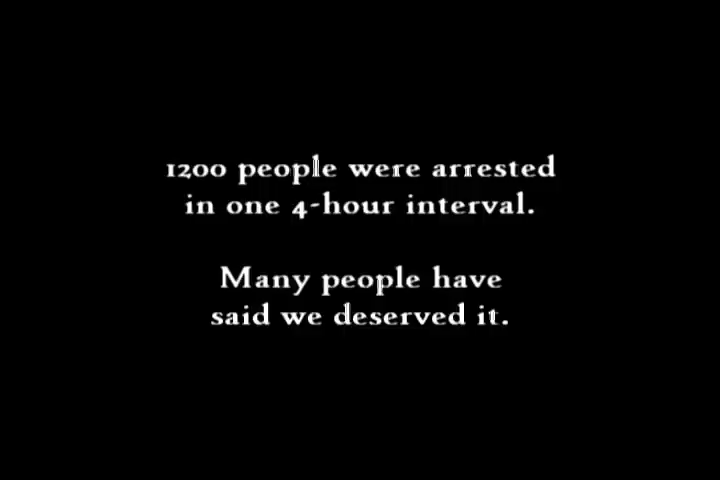 1200 people were arrested
in one 4-hour interval.
Many people have
said we deserved it.